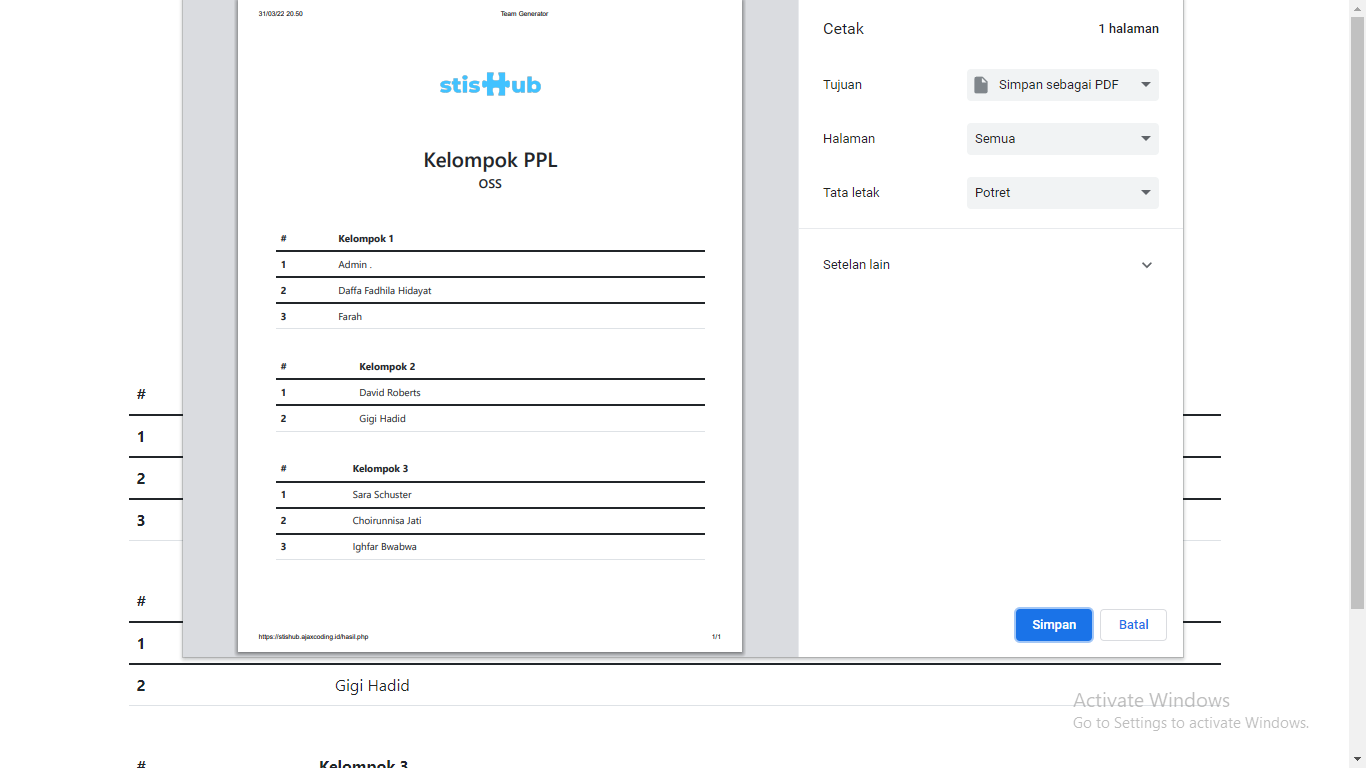 31/03/22 20.50 Team Generator
stisHub
Kelompok PPL
OSS
# Kelompok 1
1 Admin .
2 Daffa Fadhila Hidayat
3 Farah
# Kelompok 2
1 David Roberts
2 Gigi Hadid
# Kelompok 3
1 Sara Schuster
2 Choirunnisa Jati
3 Ighfar Bwabwa
https://stishub.ajaxcoding.id/hasil.php 1/1
Cetak 1 halaman
Tujuan Simpan sebagai PDF
Halaman Semua
Tata letak Potret
Setelan lain
Simpan Batal
#
1
2
3
#
1
2 Gigi Hadid
# Kelompok 3
Activate Windows
Go to Settings to activate Windows.